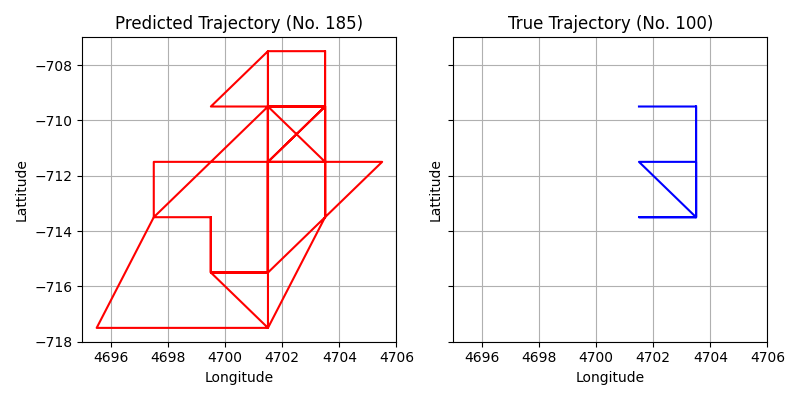 Predicted Trajectory (No. 185)
True Trajectory (No. 100)
−708
−710
−712
−714
−716
−718
Lattitude
Lattitude
4696 4698 4700 4702 4704 4706
4696 4698 4700 4702 4704 4706
Longitude
Longitude